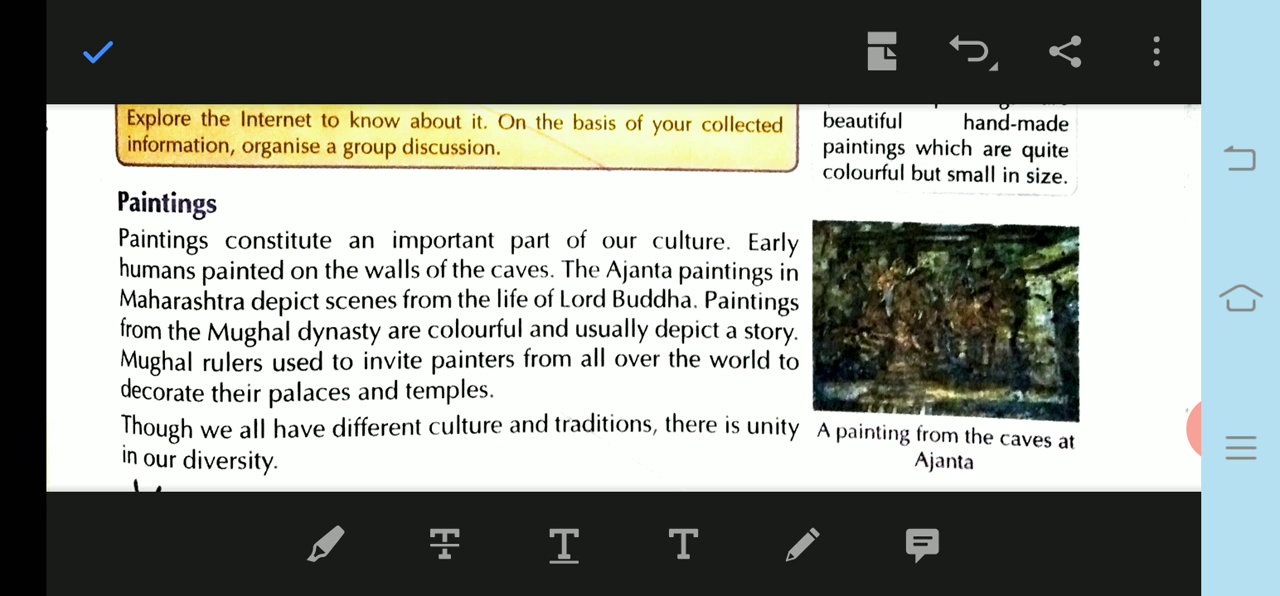 Explore the Internet to know about it. On the basis of your collected
information, organise a group discussion.
beautiful hand-made
paintings which are quite
colourful but small in size.
Paintings
Paintings constitute an important part of our culture. Early
humans painted on the walls of the caves. The Ajanta paintings in
Maharashtra depict scenes from the life of Lord Buddha. Paintings
from the Mughal dynasty are colourful and usually depict a story.
Mughal rulers used to invite painters from all over the world to
decorate their palaces and temples.
Though we all have different culture and traditions, there is unity
in our diversity.
A painting from the caves at
Ajanta